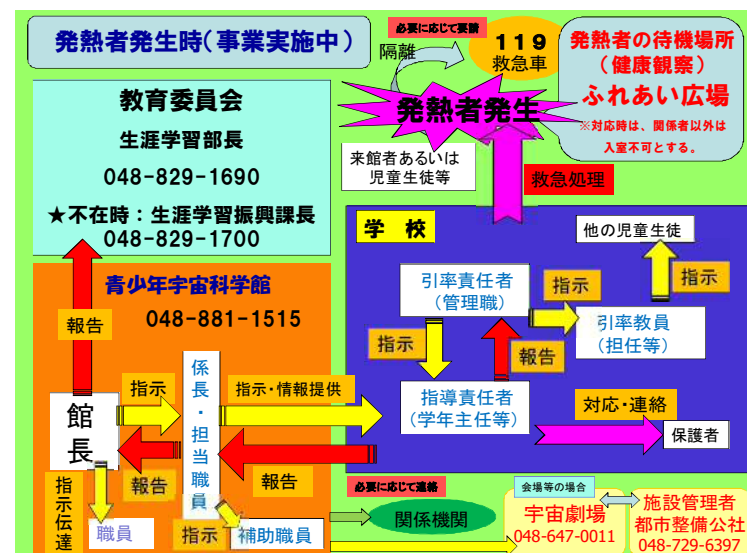 発熱者発生時(事業実施中)
必要に応じて要請
隔離
119
救急車
発熱者の待機場所
(健康観察)
ふれあい広場
※対応時は、関係者以外は
入室不可とする。
発熱者発生
来館者あるいは
児童生徒等
救急処理
教育委員会
生涯学習部長
048-829-1690
★不在時:生涯学習振興課長
048-829-1700
報告
青少年宇宙科学館
048-881-1515
館長
指示
係長・担当職員
指示・情報提供
報告
報告
指示伝達
職員
指示
補助職員
学校
他の児童生徒
引率責任者
(管理職)
指示
指示
引率教員
(担任等)
指示
報告
指導責任者
(学年主任等)
対応・連絡
保護者
必要に応じて連絡
関係機関
会場等の場合
宇宙劇場
048-647-0011
施設管理者
都市整備公社
048-729-6397